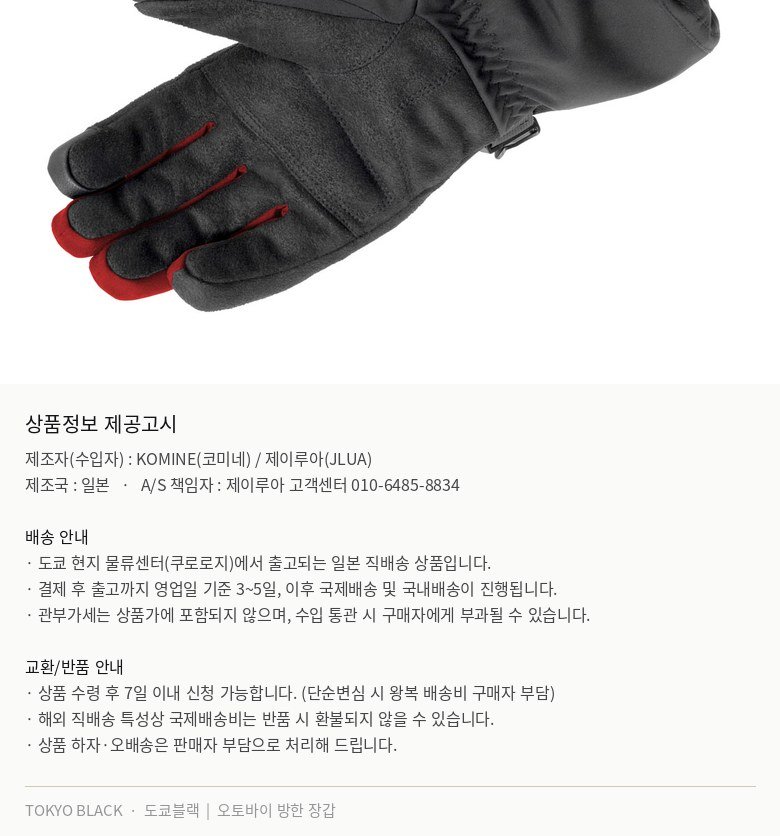 상품정보 제공고시
제조자(수입자) : KOMINE(코미네) / 제이루아(JLUA)
제조국 : 일본 · A/S 책임자 : 제이루아 고객센터 010-6485-8834
배송 안내
· 도쿄 현지 물류센터(쿠로로지)에서 출고되는 일본 직배송 상품입니다.
· 결제 후 출고까지 영업일 기준 3~5일, 이후 국제배송 및 국내배송이 진행됩니다.
· 관부가세는 상품가에 포함되지 않으며, 수입 통관 시 구매자에게 부과될 수 있습니다.
교환/반품 안내
· 상품 수령 후 7일 이내 신청 가능합니다. (단순변심 시 왕복 배송비 구매자 부담)
· 해외 직배송 특성상 국제배송비는 반품 시 환불되지 않을 수 있습니다.
· 상품 하자·오배송은 판매자 부담으로 처리해 드립니다.
TOKYO BLACK · 도쿄블랙 | 오토바이 방한 장갑